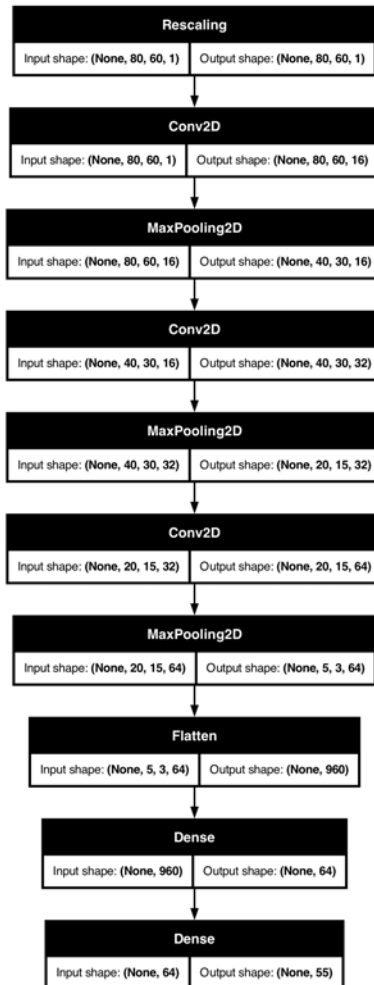 Rescaling
Input shape: (None, 80, 60, 1) Output shape: (None, 80, 60, 1)
Conv2D
Input shape: (None, 80, 60, 1) Output shape: (None, 80, 60, 16)
MaxPooling2D
Input shape: (None, 80, 60, 16) Output shape: (None, 40, 30, 16)
Conv2D
Input shape: (None, 40, 30, 16) Output shape: (None, 40, 30, 32)
MaxPooling2D
Input shape: (None, 40, 30, 32) Output shape: (None, 20, 15, 32)
Conv2D
Input shape: (None, 20, 15, 32) Output shape: (None, 20, 15, 64)
MaxPooling2D
Input shape: (None, 20, 15, 64) Output shape: (None, 5, 3, 64)
Flatten
Input shape: (None, 5, 3, 64) Output shape: (None, 960)
Dense
Input shape: (None, 960) Output shape: (None, 64)
Dense
Input shape: (None, 64) Output shape: (None, 55)